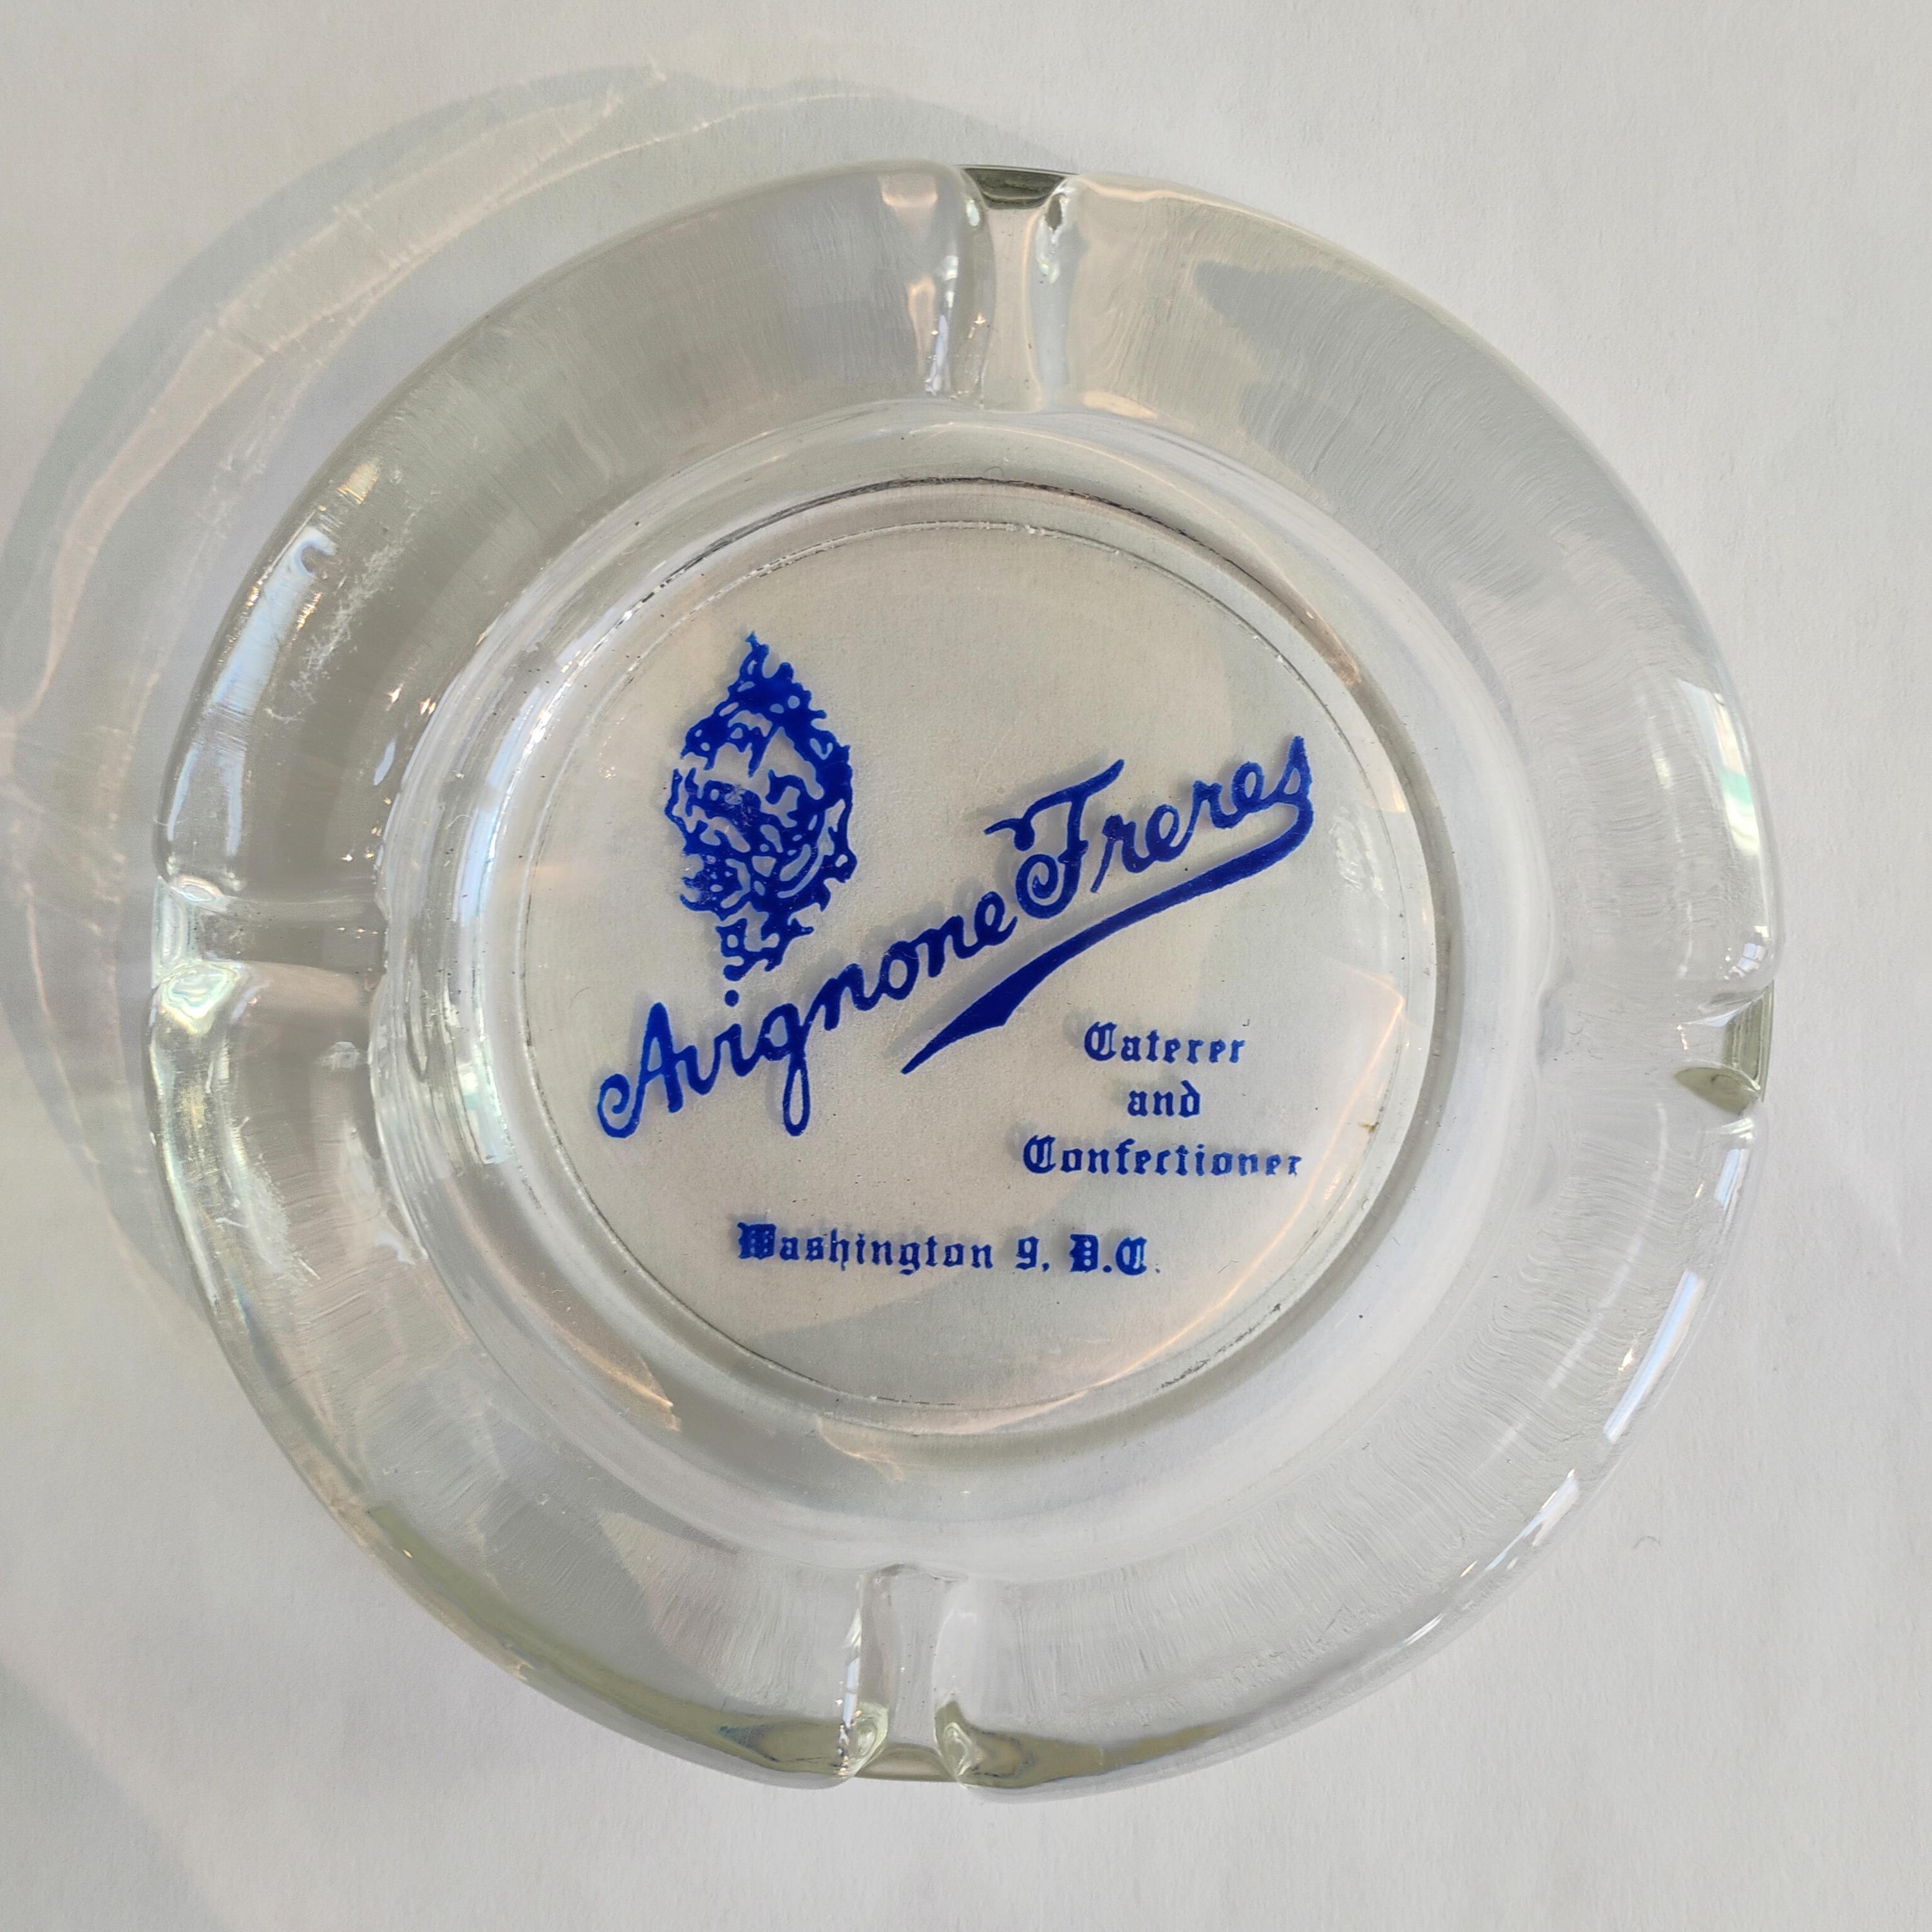 Avignone Freres
Caterer
and
Confectioner
Washington 9, D.C.